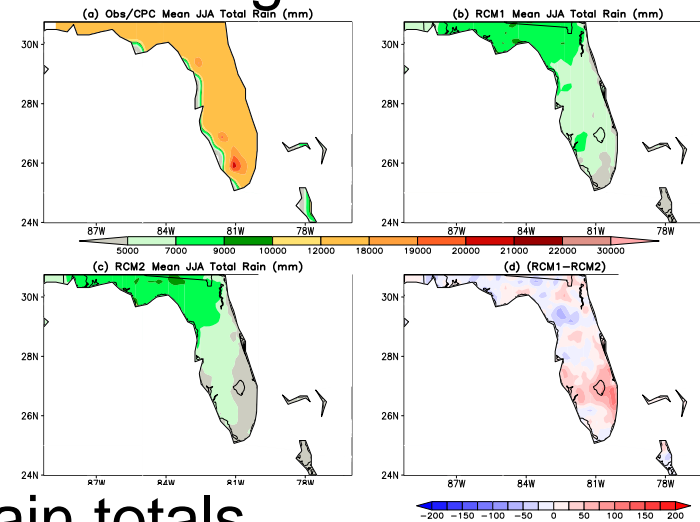 g
(a) Obs/CPC Mean JJA Total Rain (mm)
(b) RCM1 Mean JJA Total Rain (mm)
30N
28N
26N
24N
87W 84W 81W 78W
30N
28N
26N
24N
87W 84W 81W 78W
5000 7000 9000 10000 12000 18000 19000 20000 21000 22000 30000
(c) RCM2 Mean JJA Total Rain (mm)
(d) (RCM1-RCM2)
30N
28N
26N
24N
87W 84W 81W 78W
30N
28N
26N
24N
87W 84W 81W 78W
-200 -150 -100 -50 0 50 100 150 200
ain totals